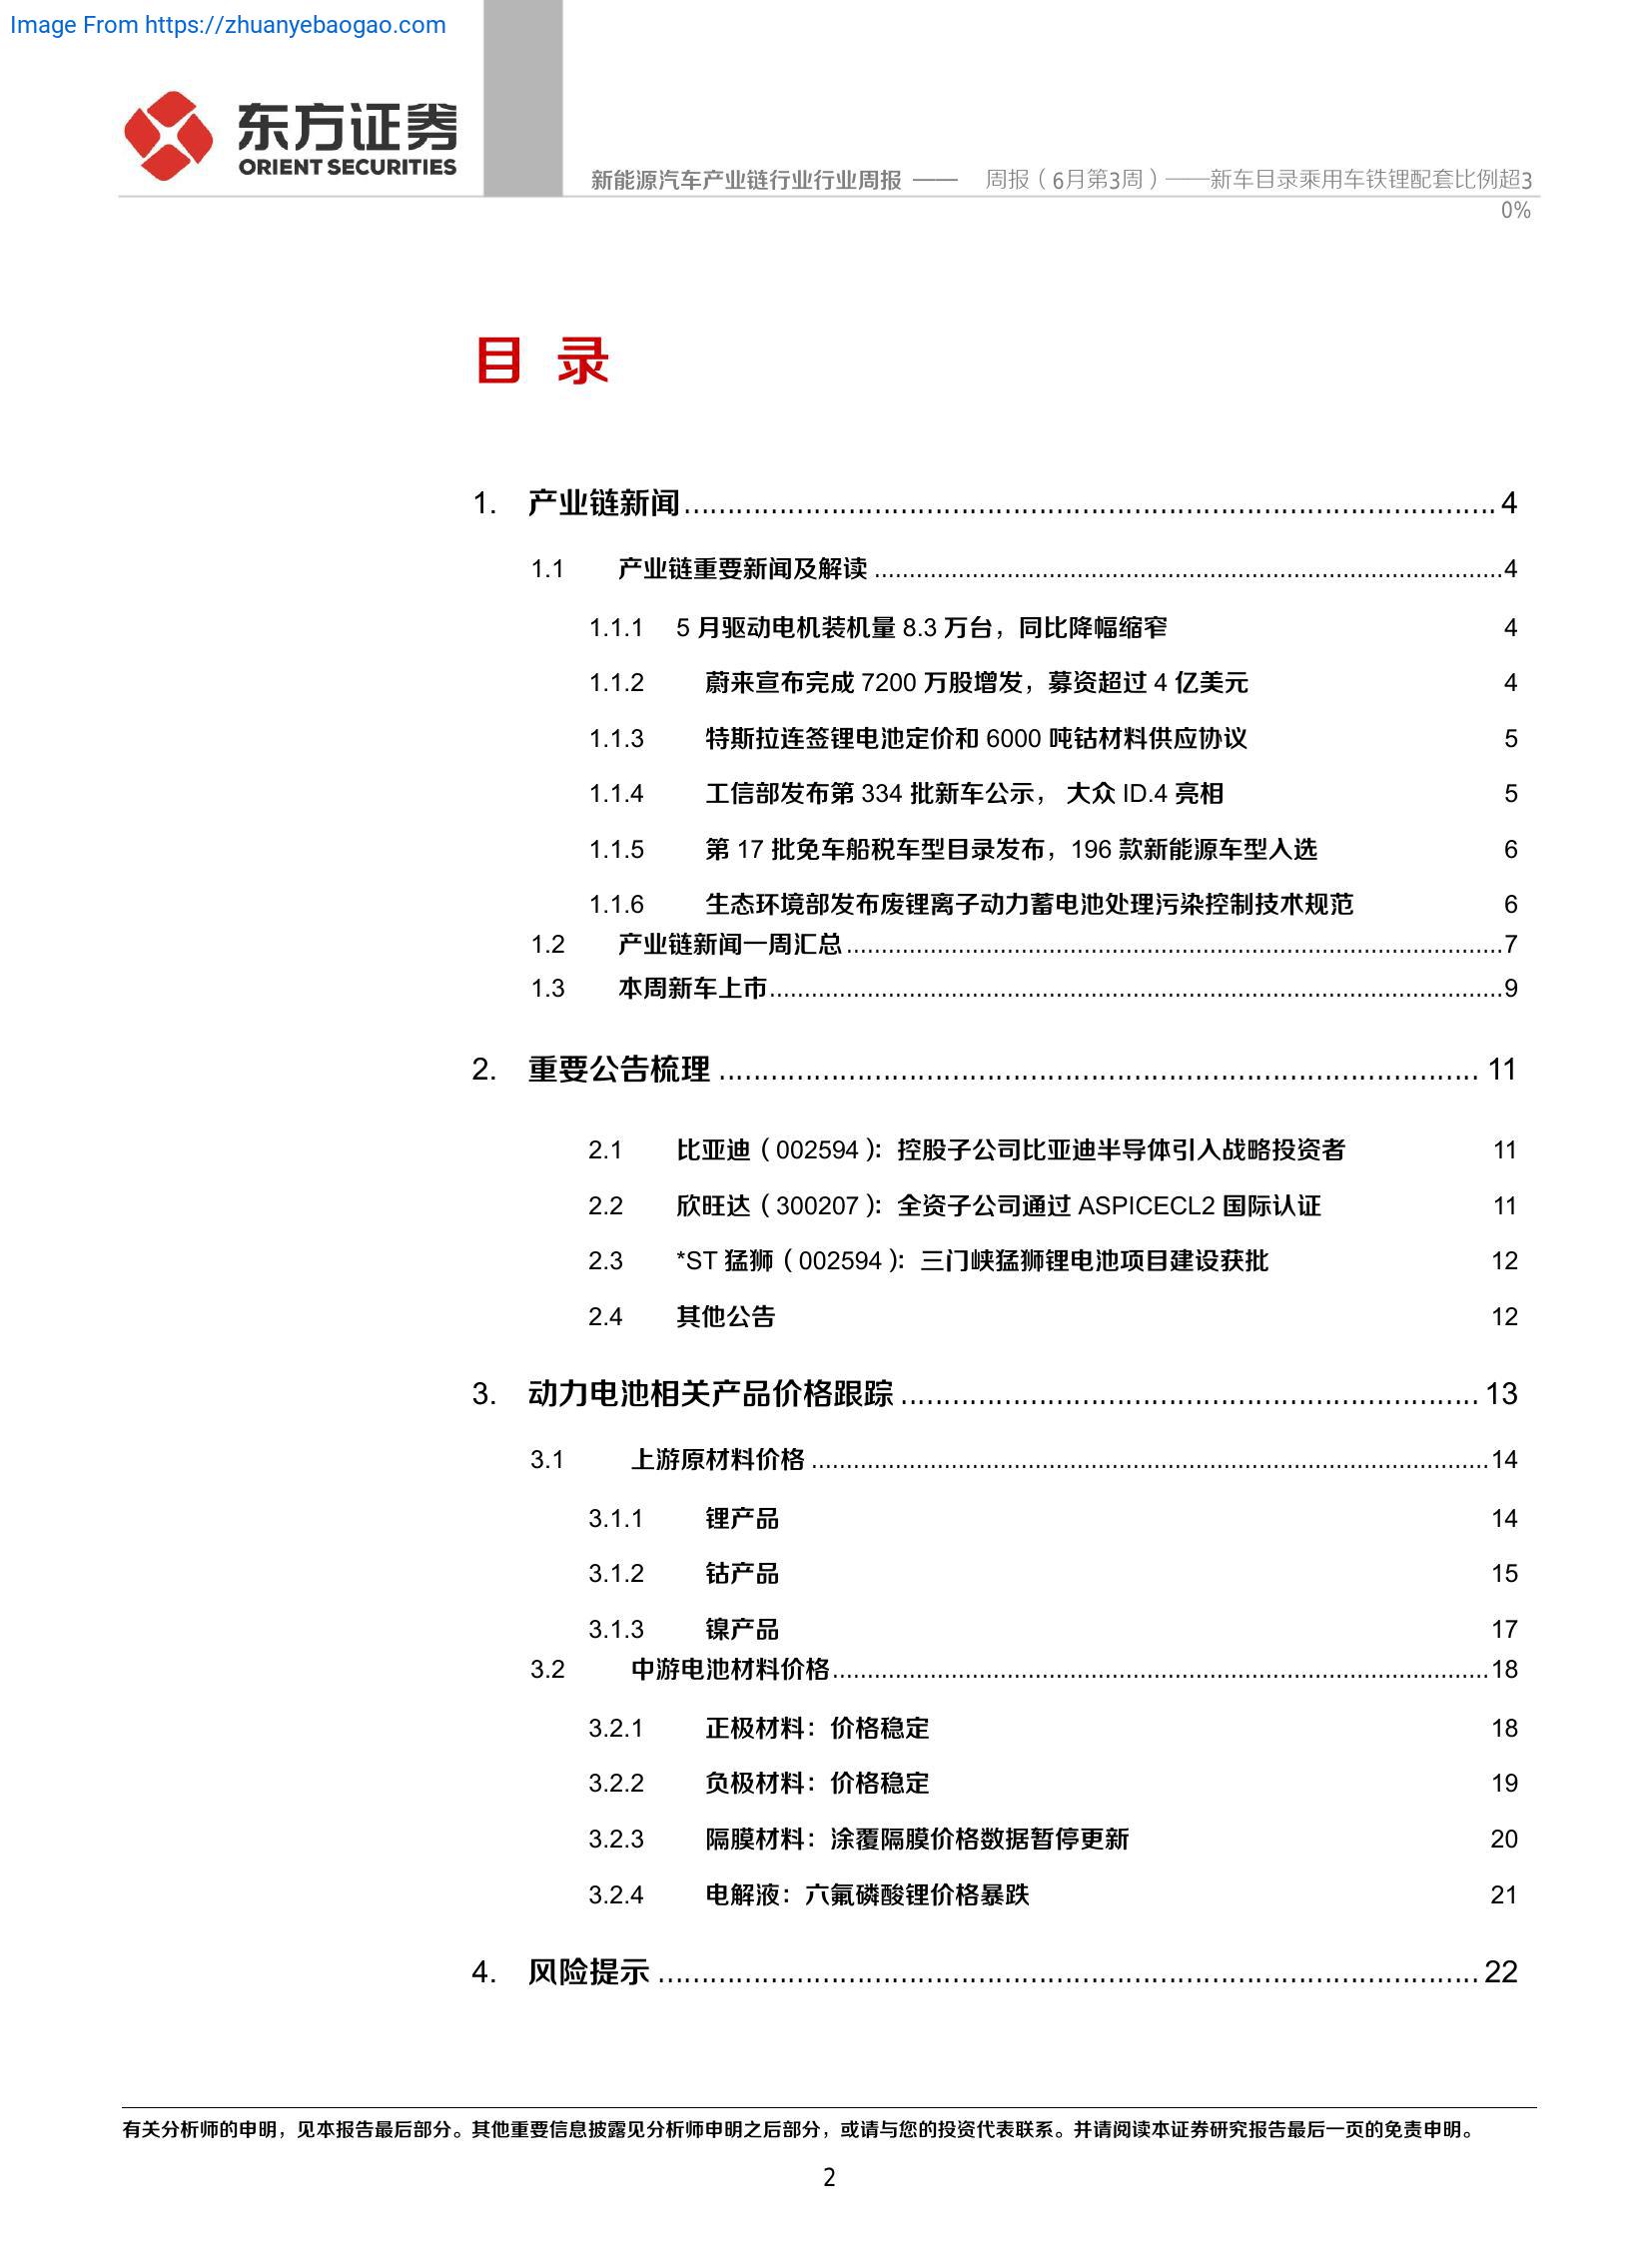 Image From https://zhuanyebaogao.com
东方证券
ORIENT SECURITIES
新能源汽车产业链行业行业周报 —— 周报（6月第3周）——新车目录乘用车铁锂配套比例超3
0%
目 录
1. 产业链新闻 4
1.1 产业链重要新闻及解读 4
1.1.1 5 月驱动电机装机量 8.3 万台，同比降幅缩窄 4
1.1.2 蔚来宣布完成 7200 万股增发，募资超过 4 亿美元 4
1.1.3 特斯拉连签锂电池定价和 6000 吨钴材料供应协议 5
1.1.4 工信部发布第 334 批新车公示， 大众 ID.4 亮相 5
1.1.5 第 17 批免车船税车型目录发布，196 款新能源车型入选 6
1.1.6 生态环境部发布废锂离子动力蓄电池处理污染控制技术规范 6
1.2 产业链新闻一周汇总 7
1.3 本周新车上市 9
2. 重要公告梳理 11
2.1 比亚迪（002594）：控股子公司比亚迪半导体引入战略投资者 11
2.2 欣旺达（300207）：全资子公司通过 ASPICECL2 国际认证 11
2.3 *ST 猛狮（002594）：三门峡猛狮锂电池项目建设获批 12
2.4 其他公告 12
3. 动力电池相关产品价格跟踪 13
3.1 上游原材料价格 14
3.1.1 锂产品 14
3.1.2 钴产品 15
3.1.3 镍产品 17
3.2 中游电池材料价格 18
3.2.1 正极材料：价格稳定 18
3.2.2 负极材料：价格稳定 19
3.2.3 隔膜材料：涂覆隔膜价格数据暂停更新 20
3.2.4 电解液：六氟磷酸锂价格暴跌 21
4. 风险提示 22
有关分析师的申明，见本报告最后部分。其他重要信息披露见分析师申明之后部分，或请与您的投资代表联系。并请阅读本证券研究报告最后一页的免责申明。
2